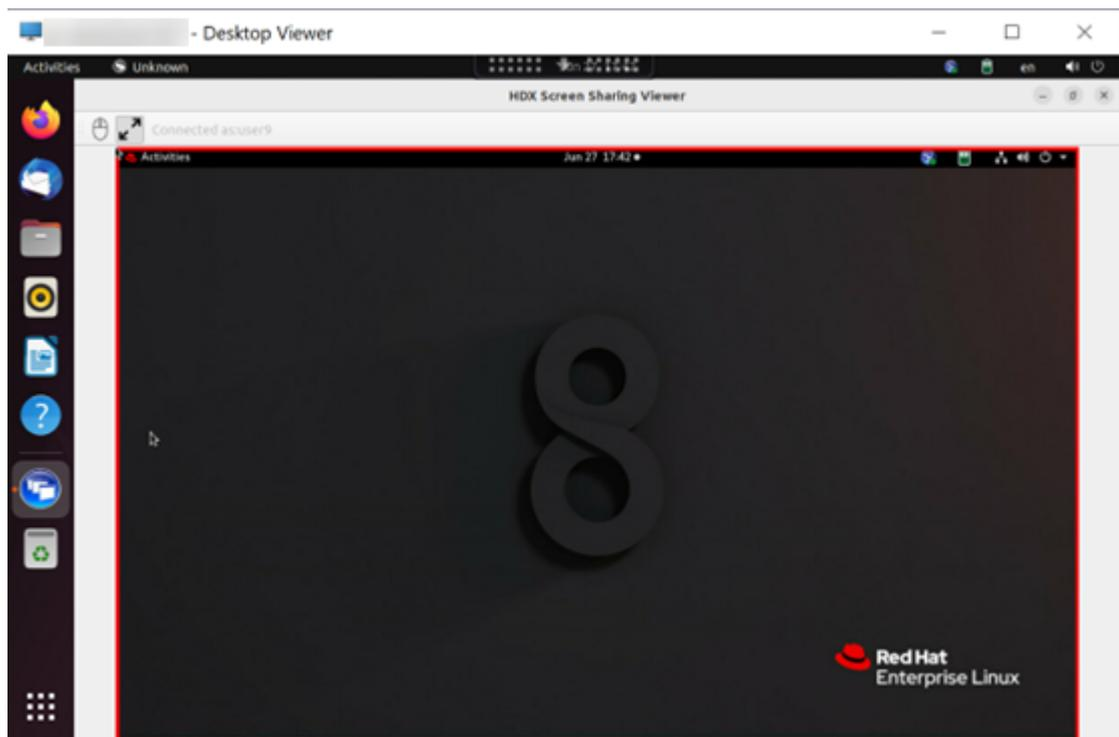 - Desktop Viewer
Activities Unknown en
HDX Screen Sharing Viewer
Connected as:user9
Activities Jun 27 17:42
8
Red Hat
Enterprise Linux